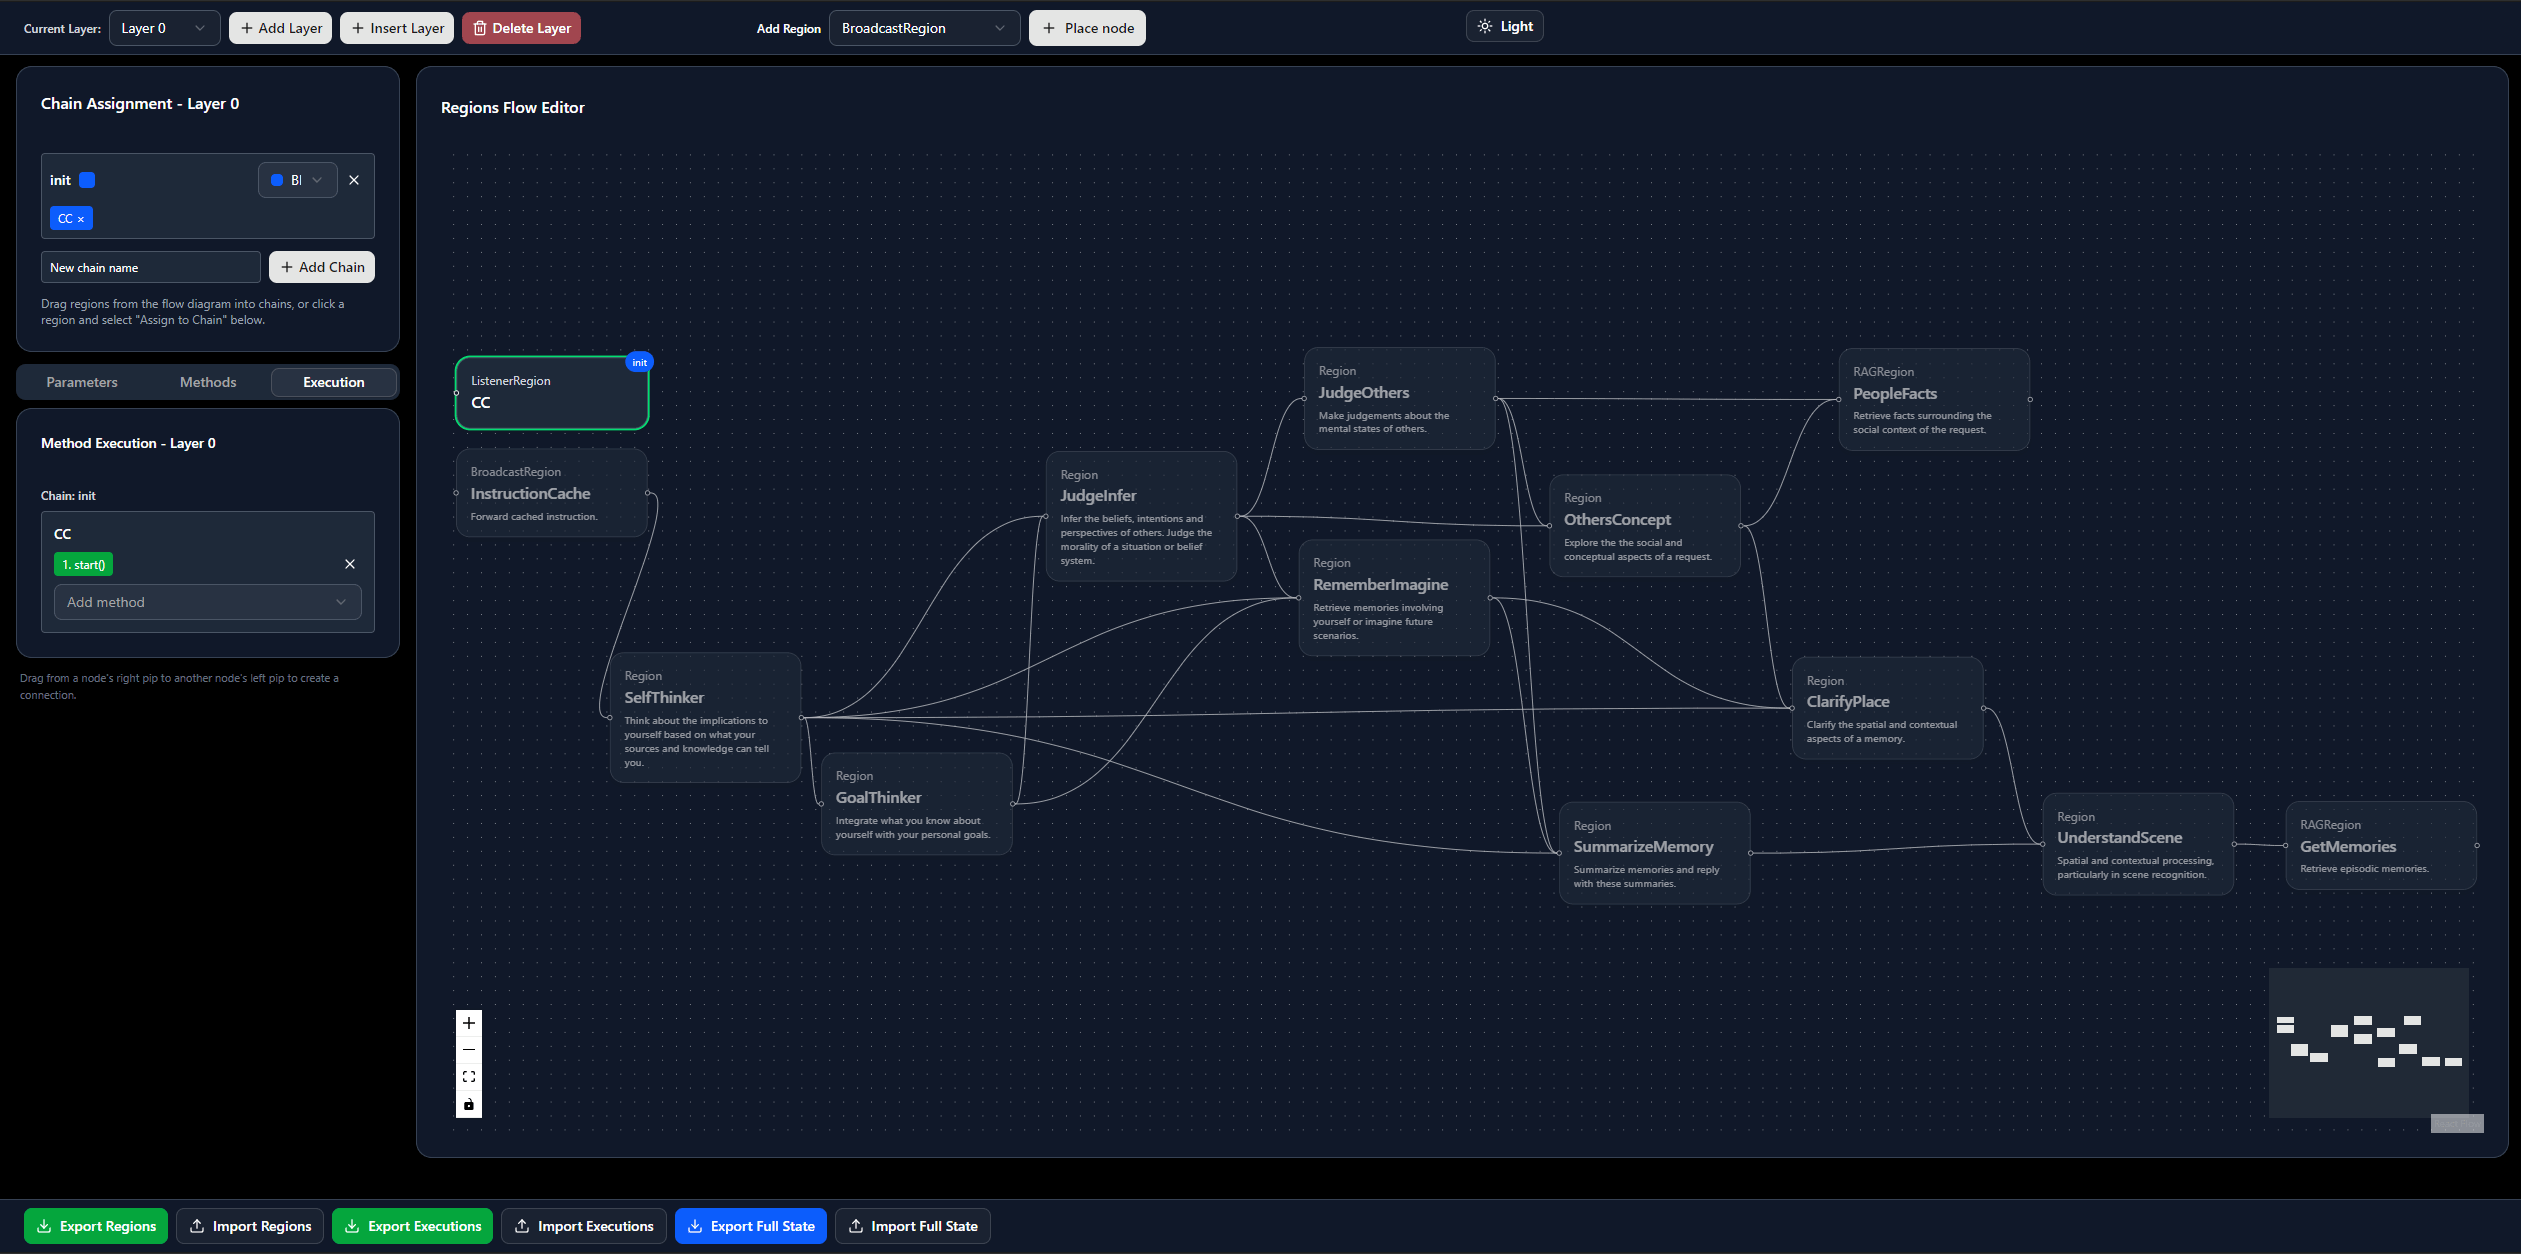 Current Layer:
Layer 0
Add Layer
Insert Layer
Delete Layer
Add Region
BroadcastRegion
Place node
Light
Chain Assignment - Layer 0
init
Bl
CC ×
New chain name
Add Chain
Drag regions from the flow diagram into chains, or click a
region and select "Assign to Chain" below.
Parameters
Methods
Execution
Method Execution - Layer 0
Chain: init
CC
1. start()
Add method
Drag from a node's right pip to another node's left pip to create a
connection.
Regions Flow Editor
init
ListenerRegion
CC
BroadcastRegion
InstructionCache
Forward cached instruction.
Region
SelfThinker
Think about the implications to
yourself based on what your
sources and knowledge can tell
you.
Region
GoalThinker
Integrate what you know about
yourself with your personal goals.
Region
JudgeInfer
Infer the beliefs, intentions and
perspectives of others. Judge the
morality of a situation or belief
system.
Region
JudgeOthers
Make judgements about the
mental states of others.
Region
RememberImagine
Retrieve memories involving
yourself or imagine future
scenarios.
Region
OthersConcept
Explore the the social and
conceptual aspects of a request.
RAGRegion
PeopleFacts
Retrieve facts surrounding the
social context of the request.
Region
ClarifyPlace
Clarify the spatial and contextual
aspects of a memory.
Region
SummarizeMemory
Summarize memories and reply
with these summaries.
Region
UnderstandScene
Spatial and contextual processing,
particularly in scene recognition.
RAGRegion
GetMemories
Retrieve episodic memories.
Export Regions
Import Regions
Export Executions
Import Executions
Export Full State
Import Full State